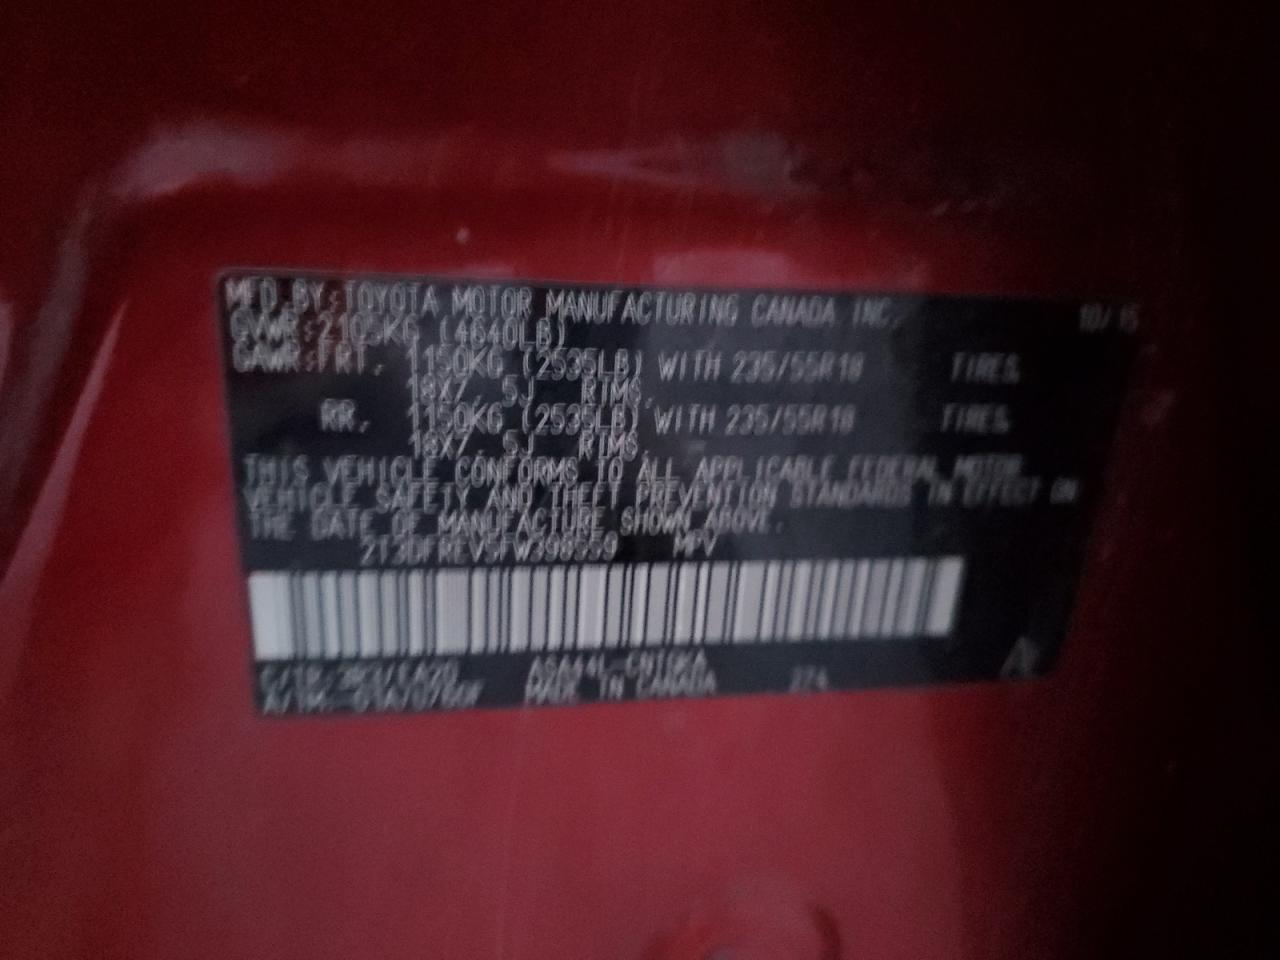 MFD. BY: TOYOTA MOTOR MANUFACTURING CANADA INC. 10/15
GVWR: 2105KG (4640LB)
GAWR: FRT. 1150KG (2535LB) WITH 235/55R18 TIRES,
18X7. 5J RIMS,
RR. 1150KG (2535LB) WITH 235/55R18 TIRES,
18X7. 5J RIMS.
THIS VEHICLE CONFORMS TO ALL APPLICABLE FEDERAL MOTOR
VEHICLE SAFETY AND THEFT PREVENTION STANDARDS IN EFFECT ON
THE DATE OF MANUFACTURE SHOWN ABOVE.
MPV
C/TR:
A/TM:
MADE IN CANADA